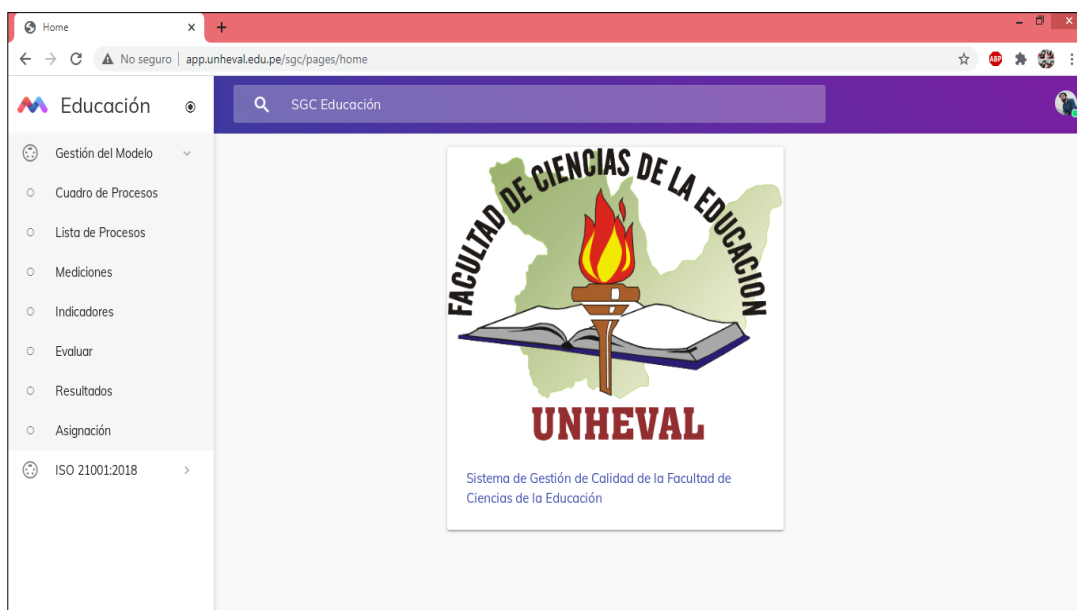 Home
No seguro
app.unheval.edu.pe/sgc/pages/home
ABP
Educación
SGC Educación
Gestión del Modelo
Cuadro de Procesos
Lista de Procesos
Mediciones
Indicadores
Evaluar
Resultados
Asignación
ISO 21001:2018
FACULTAD DE CIENCIAS DE LA EDUCACION
UNHEVAL
Sistema de Gestión de Calidad de la Facultad de
Ciencias de la Educación